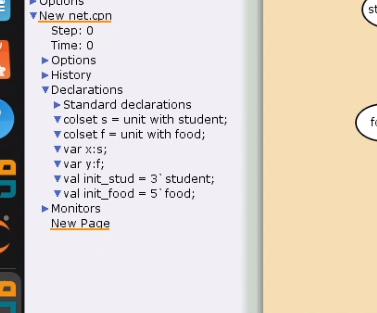 Options
New net.cpn
Step: 0
Time: 0
Options
History
Declarations
Standard declarations
colset s = unit with student;
colset f = unit with food;
var x:s;
var y:f;
val init_stud = 3`student;
val init_food = 5`food;
Monitors
New Page
st
fo